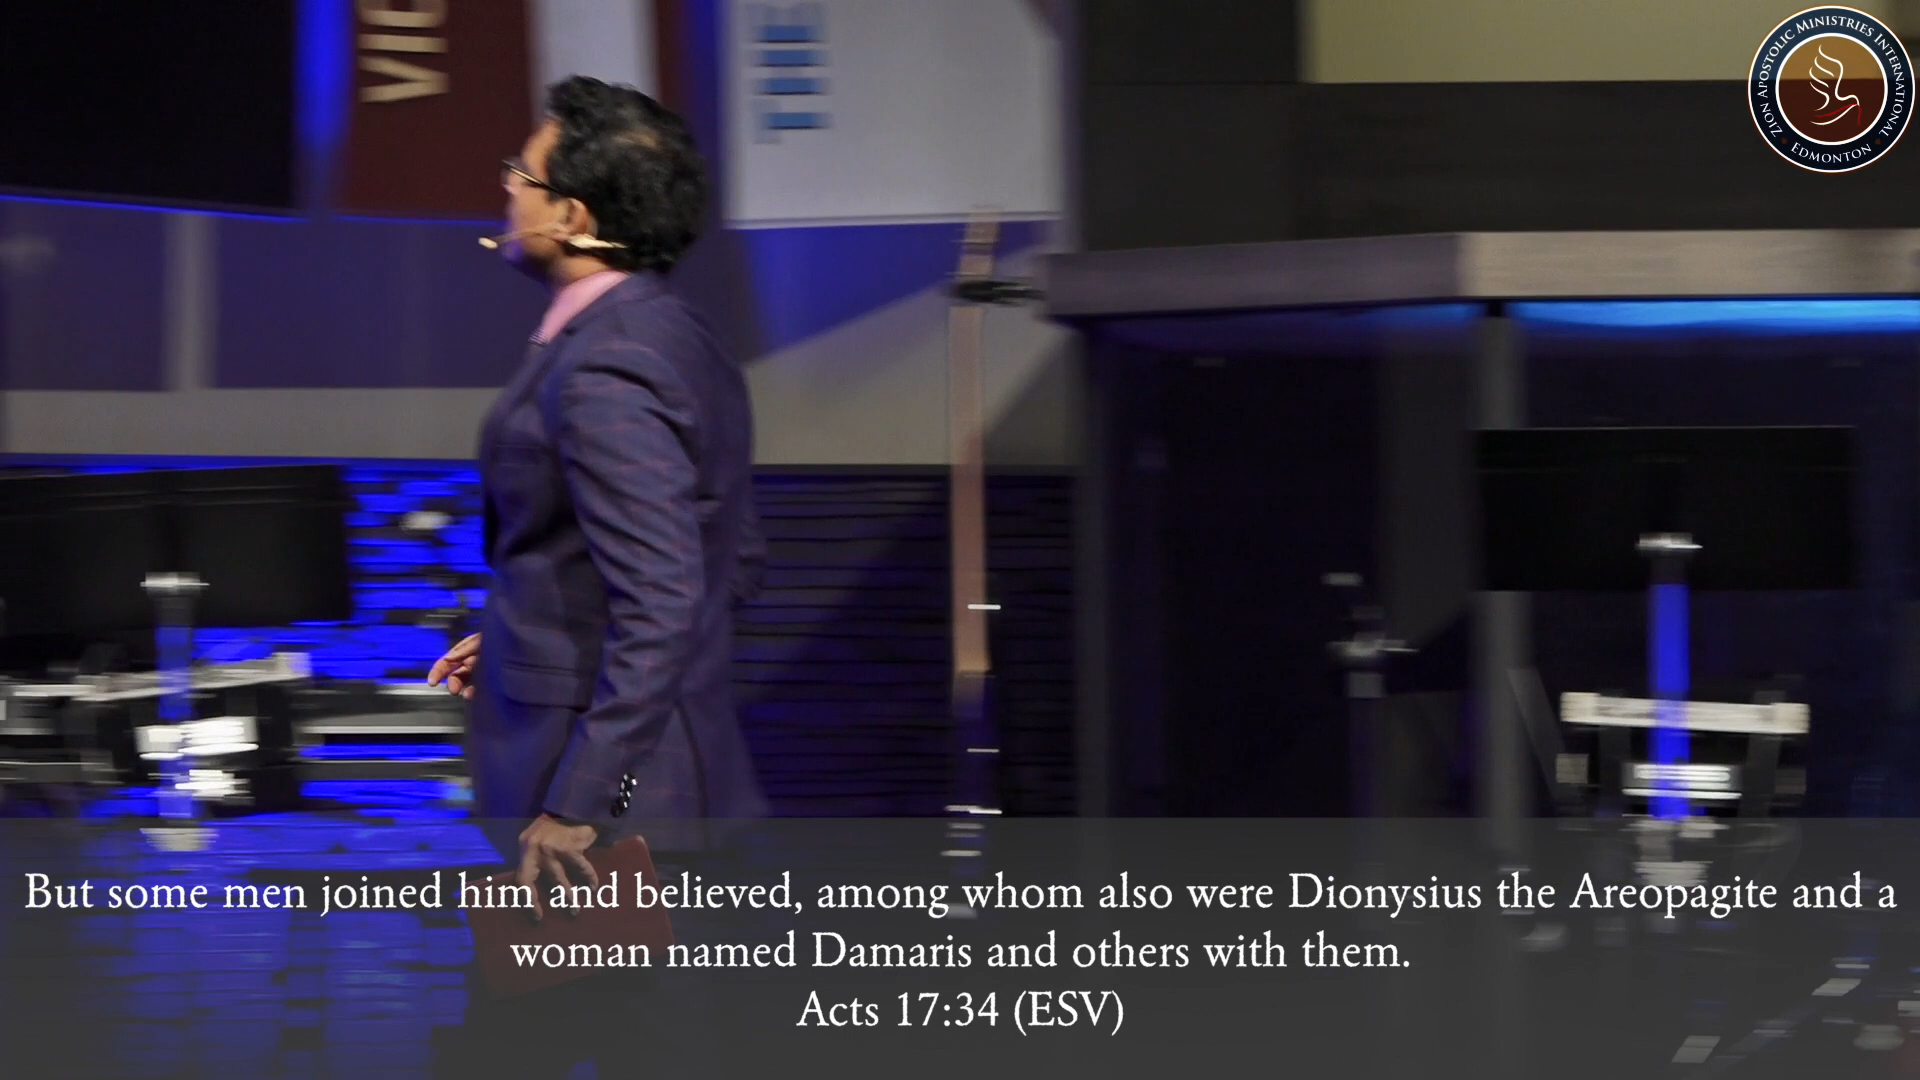 VIC
ZION APOSTOLIC MINISTRIES INTERNATIONAL
EDMONTON
But some men joined him and believed, among whom also were Dionysius the Areopagite and a
woman named Damaris and others with them.
Acts 17:34 (ESV)